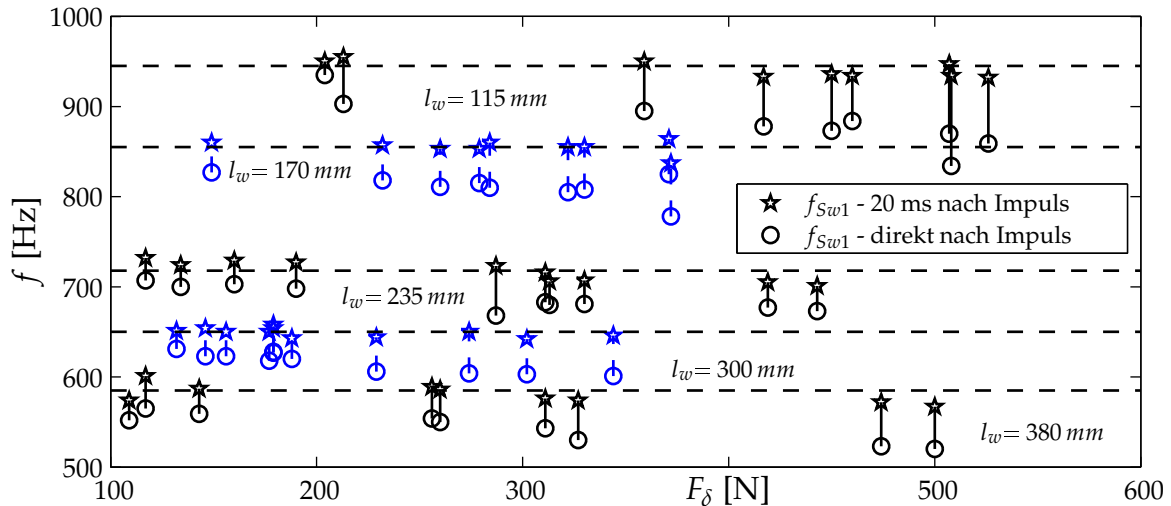 1000
900
800
700
600
500
f [Hz]
l_w = 115 mm
l_w = 170 mm
f_Sw1 - 20 ms nach Impuls
f_Sw1 - direkt nach Impuls
l_w = 235 mm
l_w = 300 mm
l_w = 380 mm
100
200
300
F_δ [N]
500
600